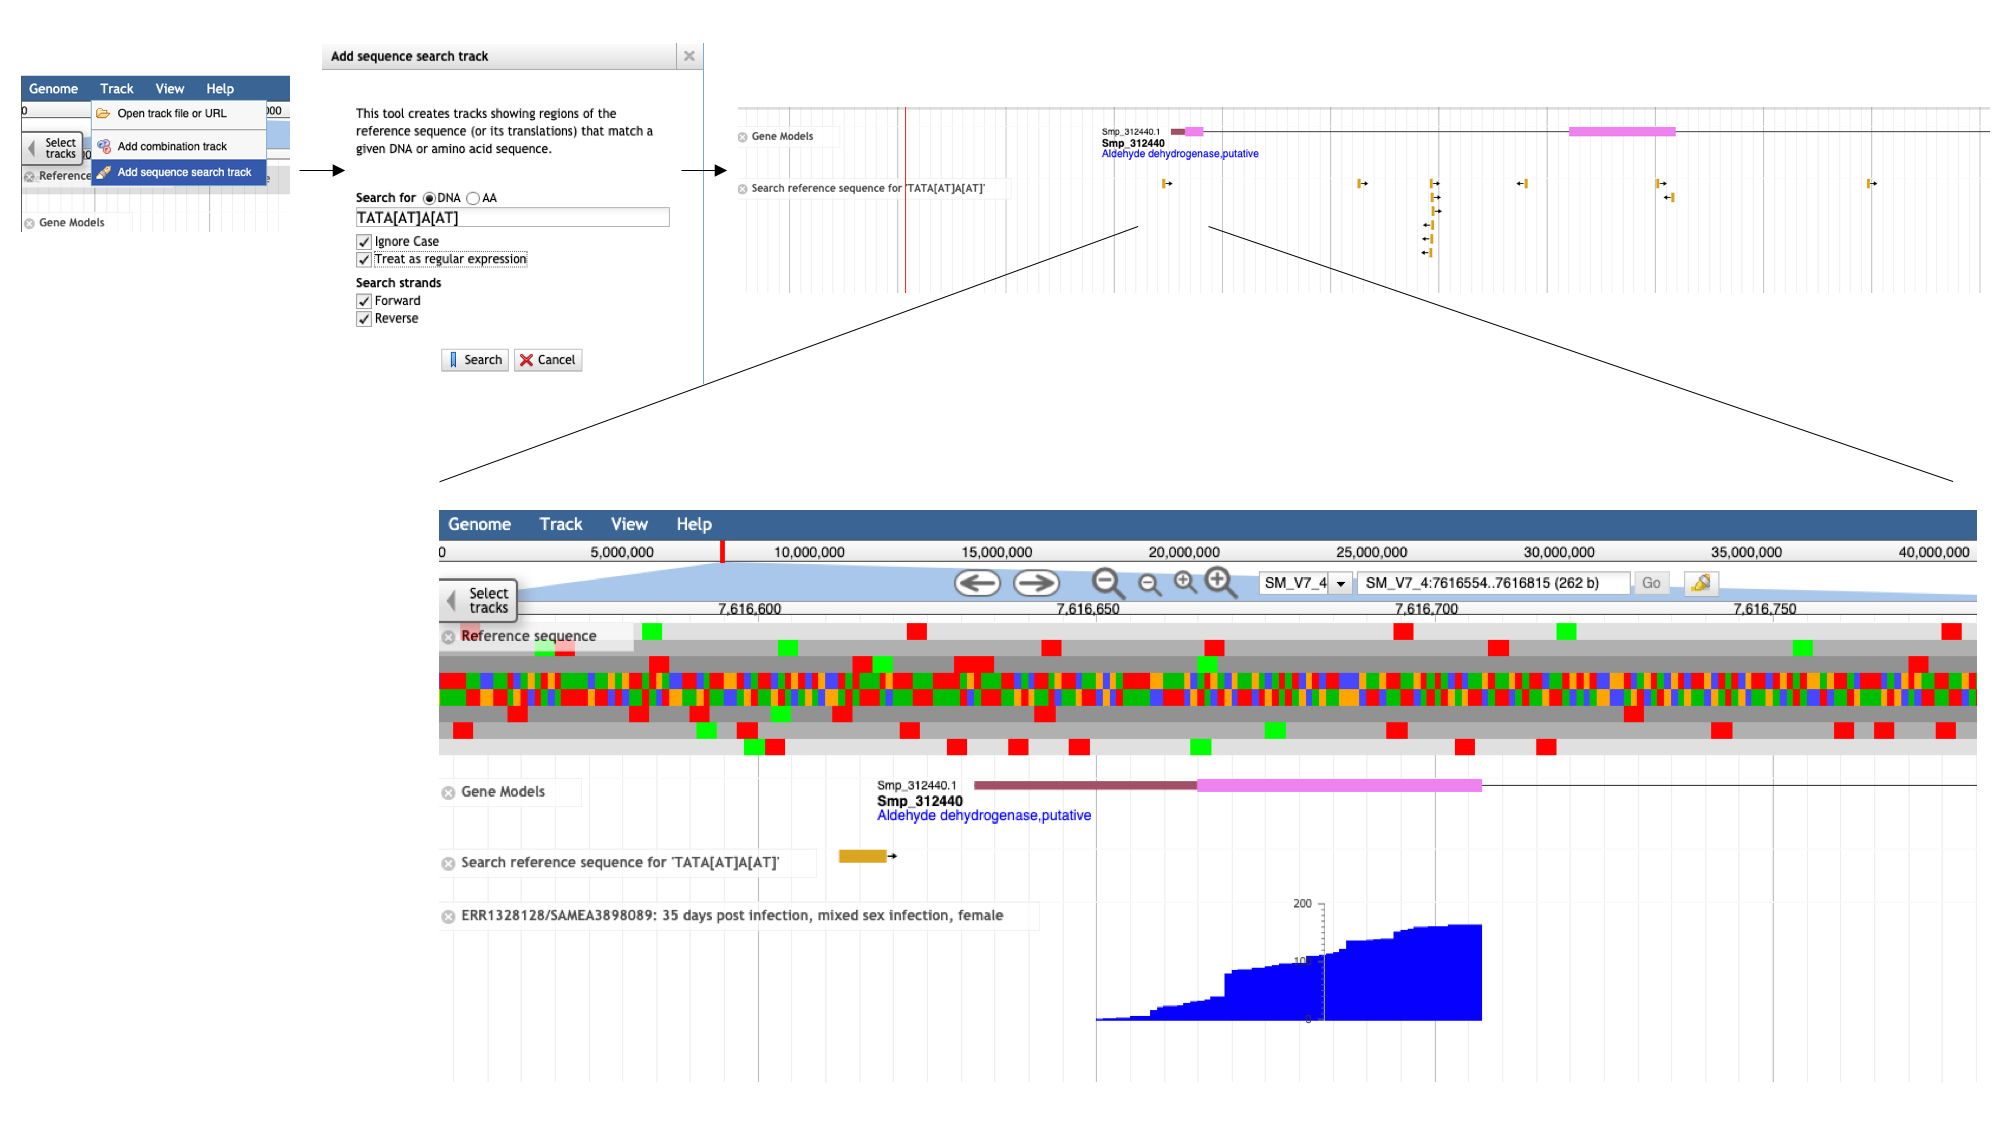 Genome Track View Help
0
000
Open track file or URL
Select
tracks
Add combination track
Add sequence search track
Reference
Gene Models
Add sequence search track
This tool creates tracks showing regions of the
reference sequence (or its translations) that match a
given DNA or amino acid sequence.
Search for DNA AA
TATA[AT]A[AT]
Ignore Case
Treat as regular expression
Search strands
Forward
Reverse
Search Cancel
Gene Models
Smp_312440.1
Smp_312440
Aldehyde dehydrogenase,putative
Search reference sequence for 'TATA[AT]A[AT]'
Genome Track View Help
0 5,000,000 10,000,000 15,000,000 20,000,000 25,000,000 30,000,000 35,000,000 40,000,000
Select
tracks
SM_V7_4 SM_V7_4:7616554..7616815 (262 b) Go
7,616,600 7,616,650 7,616,700 7,616,750
Reference sequence
Gene Models
Smp_312440.1
Smp_312440
Aldehyde dehydrogenase,putative
Search reference sequence for 'TATA[AT]A[AT]'
ERR1328128/SAMEA3898089: 35 days post infection, mixed sex infection, female
200
100
0